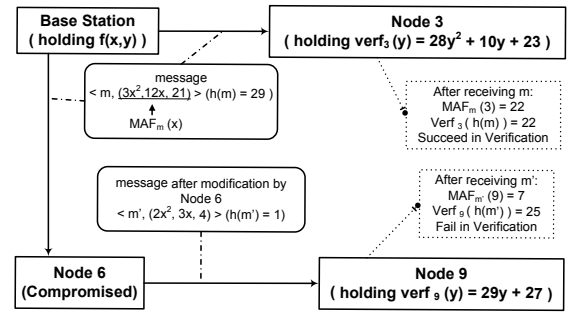 Base Station
( holding f(x,y) )
Node 3
( holding verf₃ (y) = 28y² + 10y + 23 )
message
< m, (3x²,12x, 21) > (h(m) = 29 )
MAFₘ (x)
After receiving m:
MAFₘ (3) = 22
Verf ₃ ( h(m) ) = 22
Succeed in Verification
message after modification by
Node 6
< m', (2x², 3x, 4) > (h(m') = 1)
After receiving m':
MAFₘ' (9) = 7
Verf ₉ ( h(m') ) = 25
Fail in Verification
Node 6
(Compromised)
Node 9
( holding verf ₉ (y) = 29y + 27 )